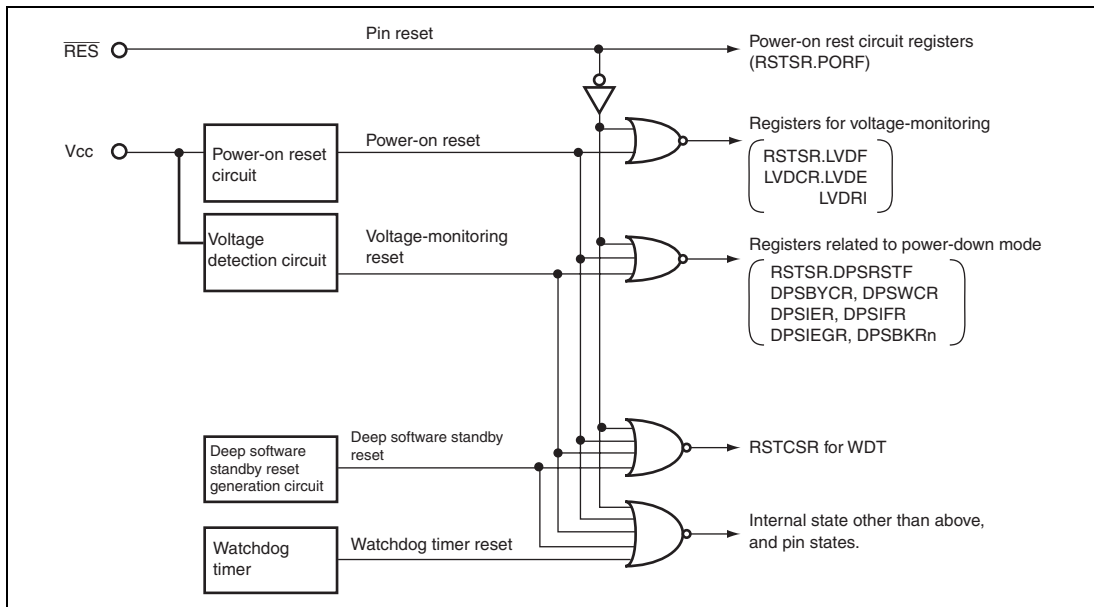 RES
Pin reset
Power-on rest circuit registers
(RSTSR.PORF)
Vcc
Power-on reset
circuit
Power-on reset
Registers for voltage-monitoring
RSTSR.LVDF
LVDCR.LVDE
LVDRI
Voltage
detection circuit
Voltage-monitoring
reset
Registers related to power-down mode
RSTSR.DPSRSTF
DPSBYCR, DPSWCR
DPSIER, DPSIFR
DPSIEGR, DPSBKRn
Deep software
standby reset
generation circuit
Deep software standby
reset
RSTCSR for WDT
Watchdog
timer
Watchdog timer reset
Internal state other than above,
and pin states.